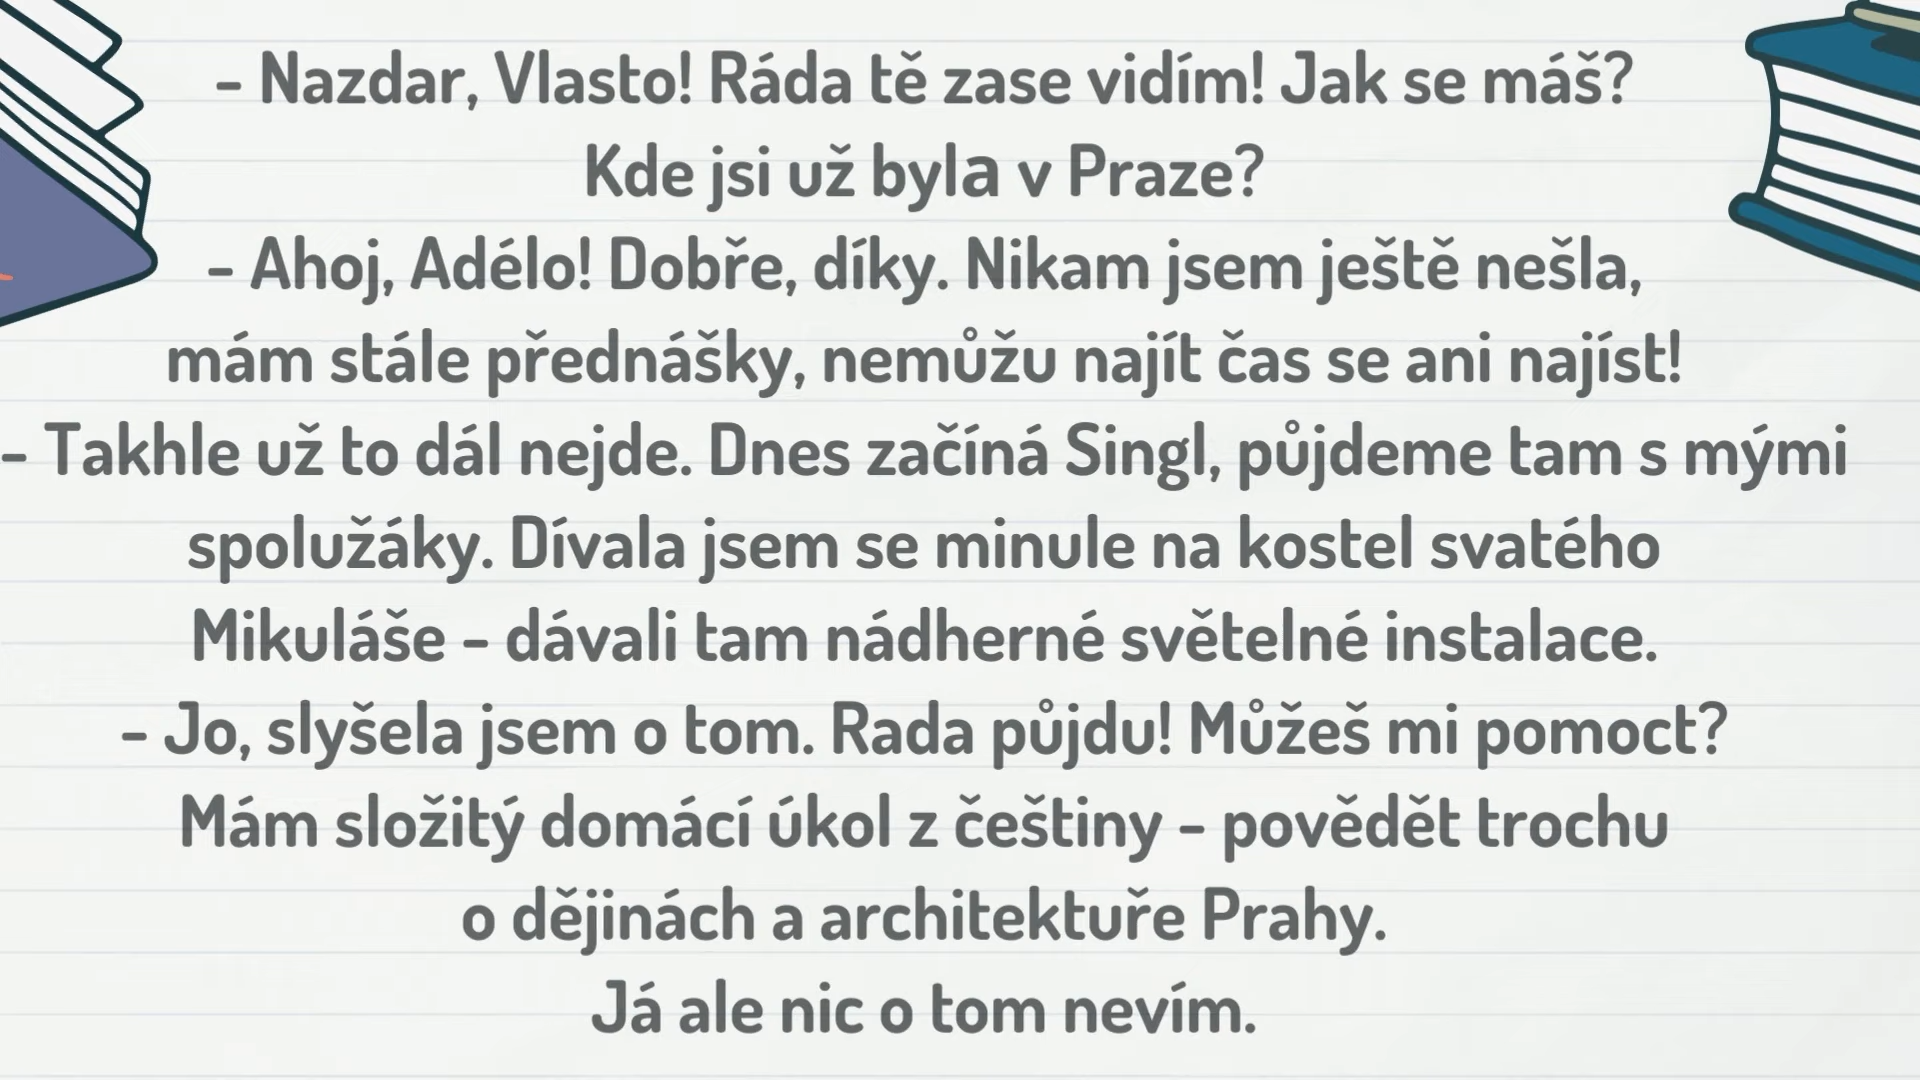 - Nazdar, Vlasto! Ráda tě zase vidím! Jak se máš?
Kde jsi už byla v Praze?
- Ahoj, Adélo! Dobře, díky. Nikam jsem ještě nešla,
mám stále přednášky, nemůžu najít čas se ani najíst!
- Takhle už to dál nejde. Dnes začíná Singl, půjdeme tam s mými
spolužáky. Dívala jsem se minule na kostel svatého
Mikuláše - dávali tam nádherné světelné instalace.
- Jo, slyšela jsem o tom. Rada půjdu! Můžeš mi pomoct?
Mám složitý domácí úkol z češtiny - povědět trochu
o dějinách a architektuře Prahy.
Já ale nic o tom nevím.